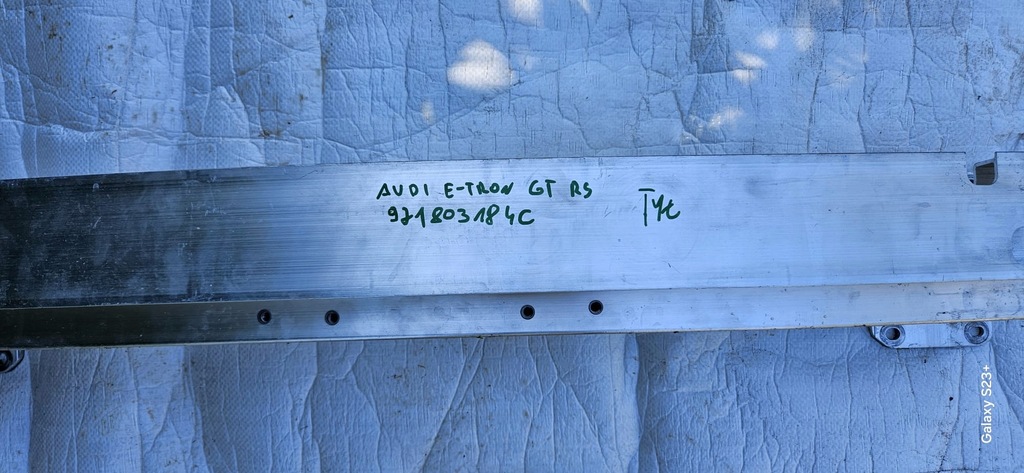 AUDI E-TRON GT RS
971803184C
Tył
Galaxy S23+